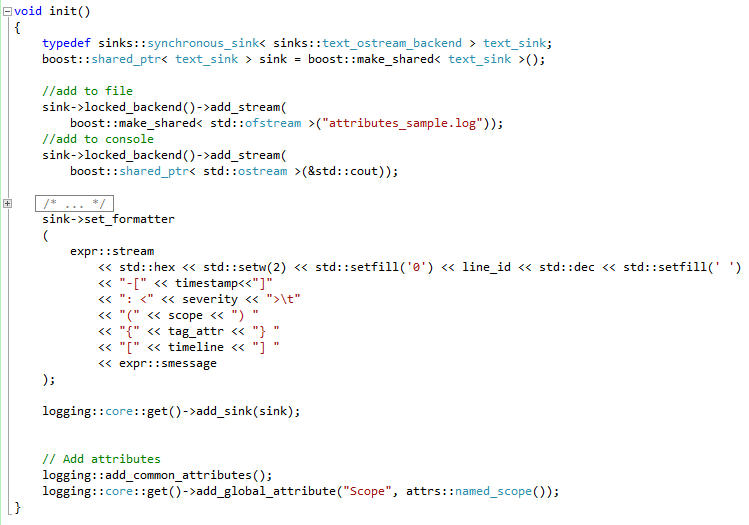 void init()
{
    typedef sinks::synchronous_sink< sinks::text_ostream_backend > text_sink;
    boost::shared_ptr< text_sink > sink = boost::make_shared< text_sink >();

    //add to file
    sink->locked_backend()->add_stream(
        boost::make_shared< std::ofstream >("attributes_sample.log"));
    //add to console
    sink->locked_backend()->add_stream(
        boost::shared_ptr< std::ostream >(&std::cout));

    /* ... */
    sink->set_formatter
    (
        expr::stream
            << std::hex << std::setw(2) << std::setfill('0') << line_id << std::dec << std::setfill(' ')
            << "-[" << timestamp<<"]"
            << ": <" << severity << ">\t"
            << "(" << scope << ") "
            << "{" << tag_attr << "} "
            << "[" << timeline << "] "
            << expr::smessage
    );

    logging::core::get()->add_sink(sink);


    // Add attributes
    logging::add_common_attributes();
    logging::core::get()->add_global_attribute("Scope", attrs::named_scope());
}